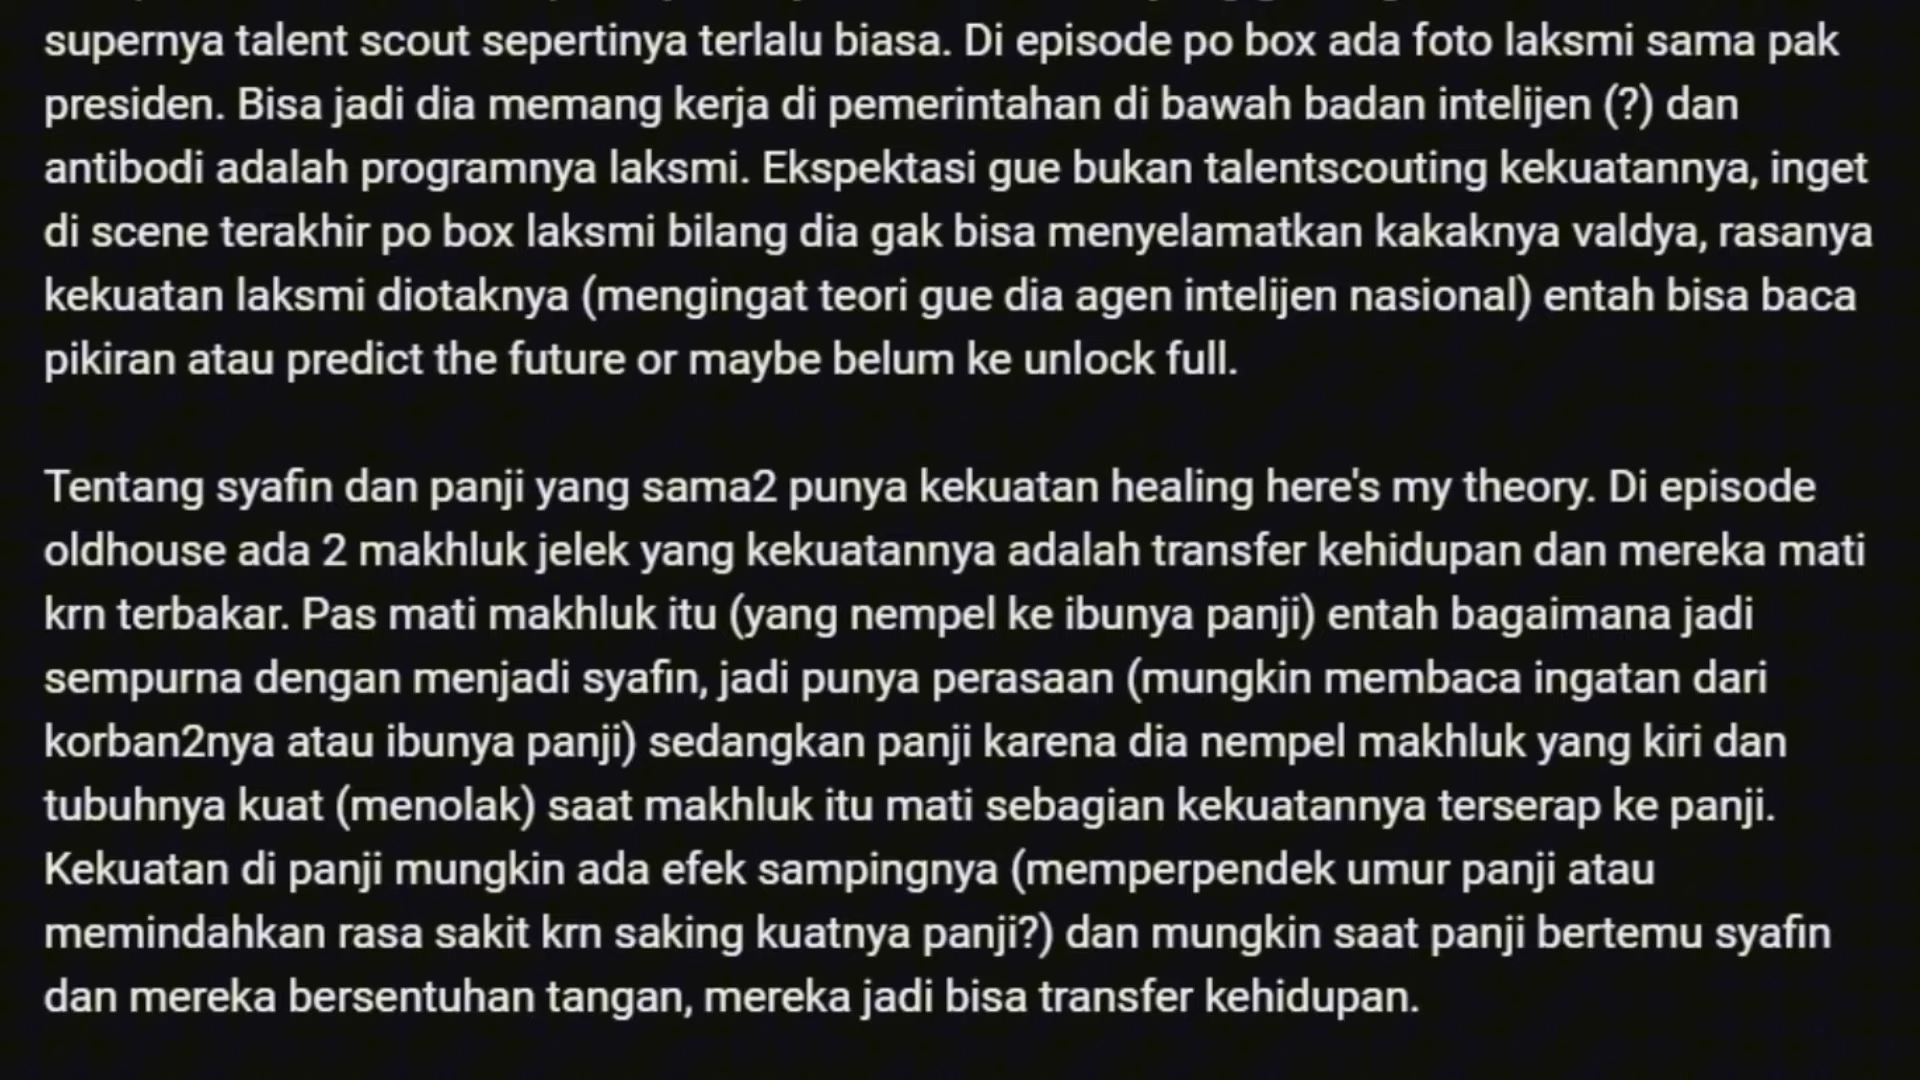 supernya talent scout sepertinya terlalu biasa. Di episode po box ada foto laksmi sama pak
presiden. Bisa jadi dia memang kerja di pemerintahan di bawah badan intelijen (?) dan
antibodi adalah programnya laksmi. Ekspektasi gue bukan talentscouting kekuatannya, inget
di scene terakhir po box laksmi bilang dia gak bisa menyelamatkan kakaknya valdya, rasanya
kekuatan laksmi diotaknya (mengingat teori gue dia agen intelijen nasional) entah bisa baca
pikiran atau predict the future or maybe belum ke unlock full.
Tentang syafin dan panji yang sama2 punya kekuatan healing here's my theory. Di episode
oldhouse ada 2 makhluk jelek yang kekuatannya adalah transfer kehidupan dan mereka mati
krn terbakar. Pas mati makhluk itu (yang nempel ke ibunya panji) entah bagaimana jadi
sempurna dengan menjadi syafin, jadi punya perasaan (mungkin membaca ingatan dari
korban2nya atau ibunya panji) sedangkan panji karena dia nempel makhluk yang kiri dan
tubuhnya kuat (menolak) saat makhluk itu mati sebagian kekuatannya terserap ke panji.
Kekuatan di panji mungkin ada efek sampingnya (memperpendek umur panji atau
memindahkan rasa sakit krn saking kuatnya panji?) dan mungkin saat panji bertemu syafin
dan mereka bersentuhan tangan, mereka jadi bisa transfer kehidupan.